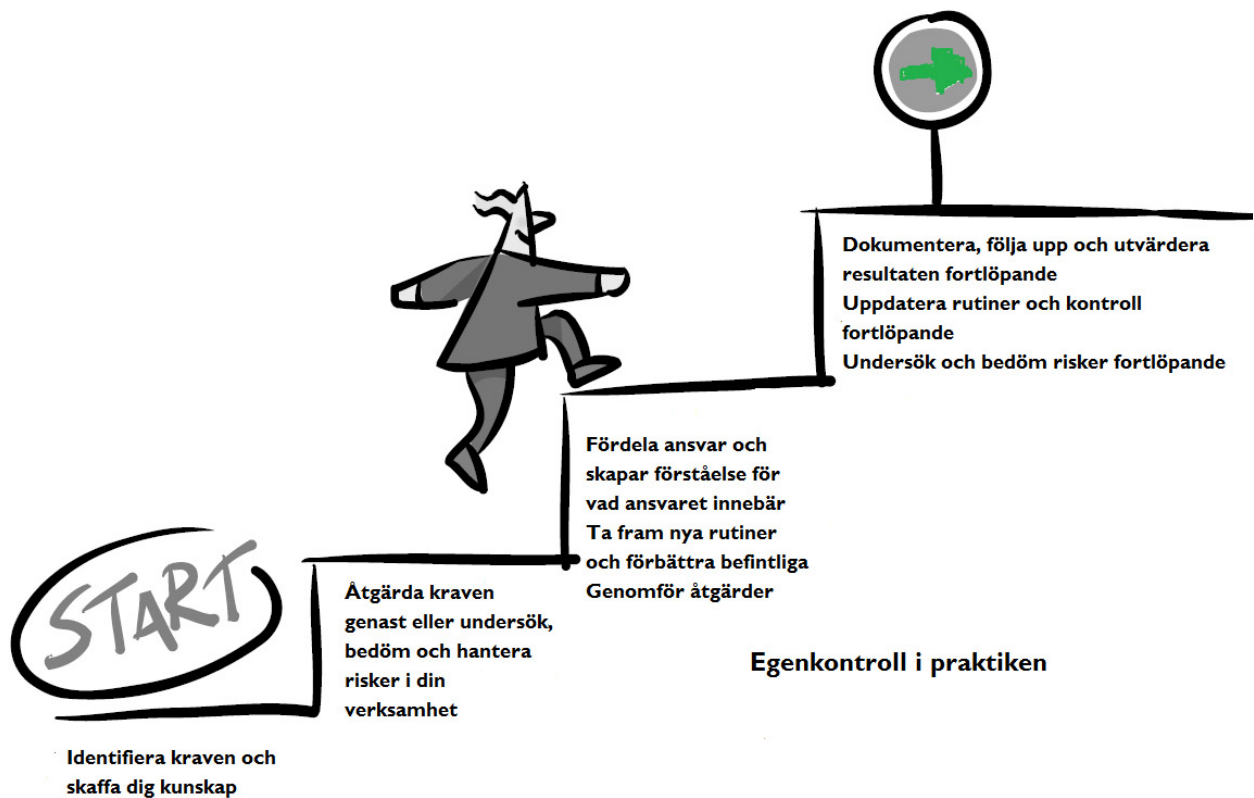 START
Identifiera kraven och
skaffa dig kunskap
Åtgärda kraven
genast eller undersök,
bedöm och hantera
risker i din
verksamhet
Fördela ansvar och
skapar förståelse för
vad ansvaret innebär
Ta fram nya rutiner
och förbättra befintliga
Genomför åtgärder
Dokumentera, följa upp och utvärdera
resultaten fortlöpande
Uppdatera rutiner och kontroll
fortlöpande
Undersök och bedöm risker fortlöpande
Egenkontroll i praktiken